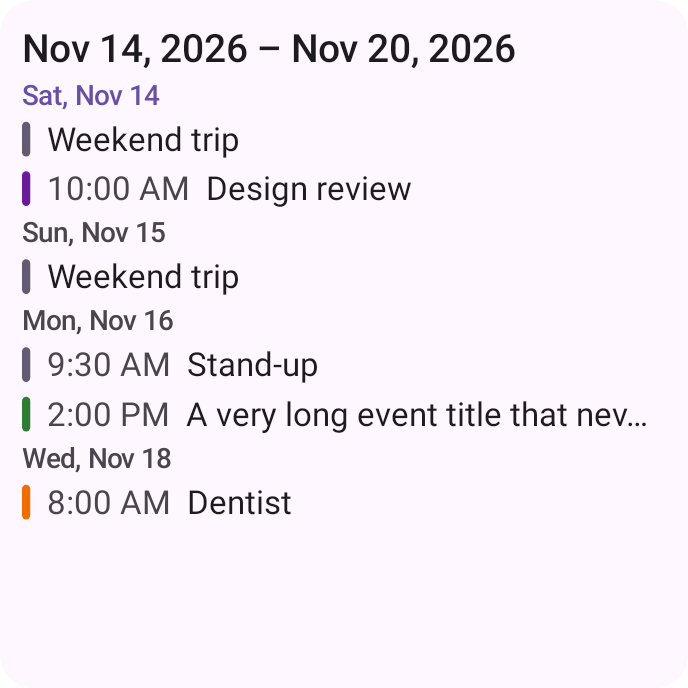 Nov 14, 2026 – Nov 20, 2026
Sat, Nov 14
Weekend trip
10:00 AM Design review
Sun, Nov 15
Weekend trip
Mon, Nov 16
9:30 AM Stand-up
2:00 PM A very long event title that nev…
Wed, Nov 18
8:00 AM Dentist